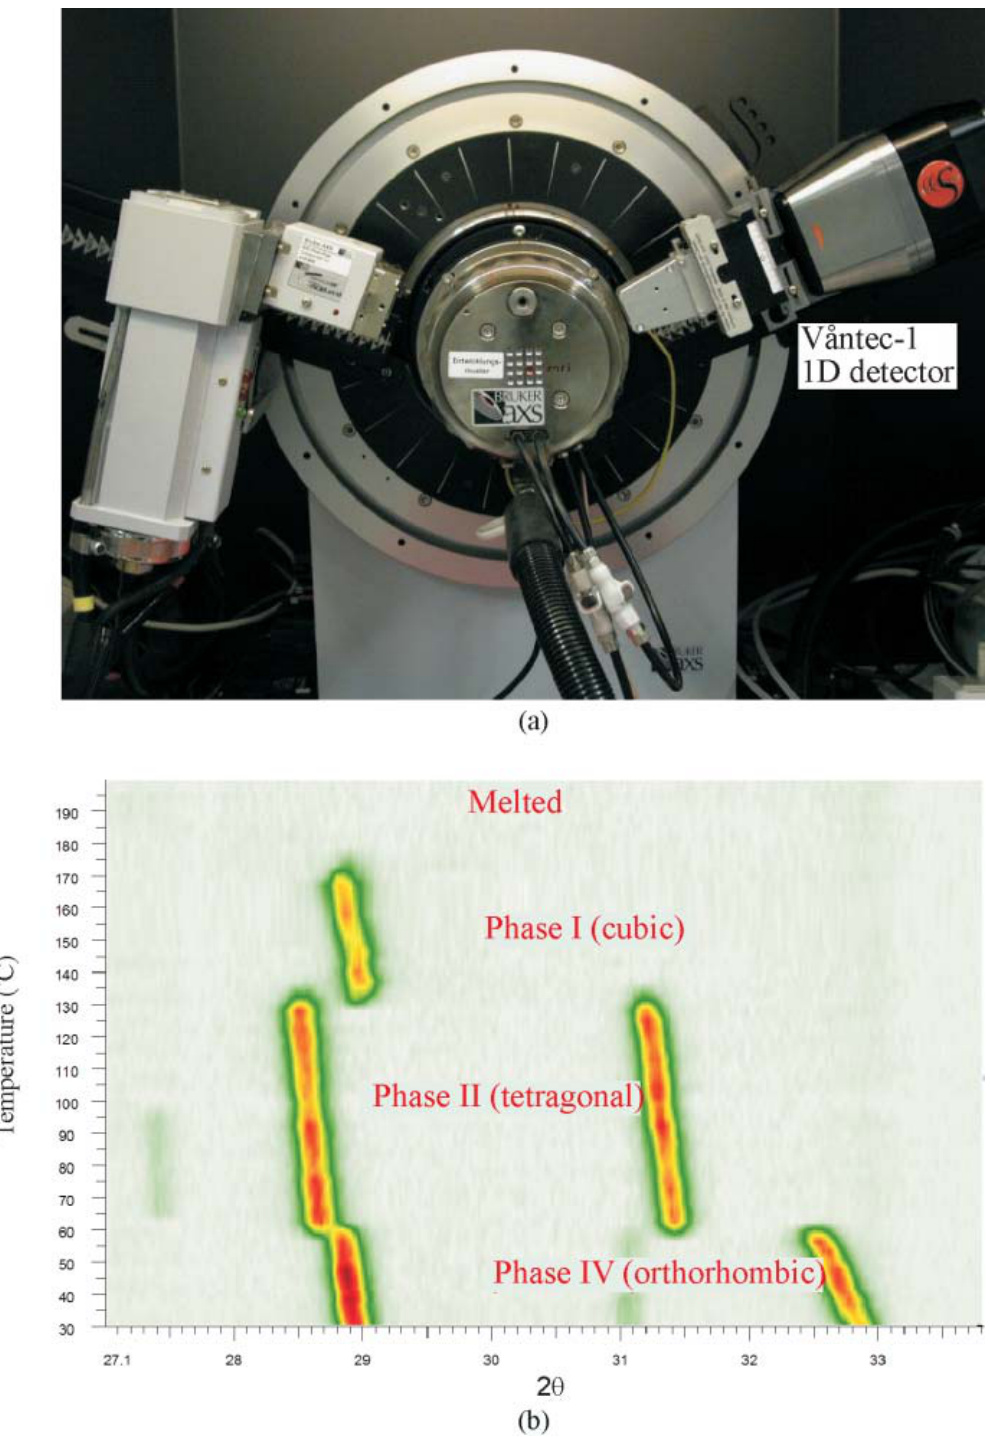 Våntec-1
1D detector
Entwicklungs-
muster
mri
BRUKER
axs
BRUKER
axs
(a)
Temperature (°C)
190
180
170
160
150
140
130
120
110
100
90
80
70
60
50
40
30
Melted
Phase I (cubic)
Phase II (tetragonal)
Phase IV (orthorhombic)
27.1 28 29 30 31 32 33
2θ
(b)